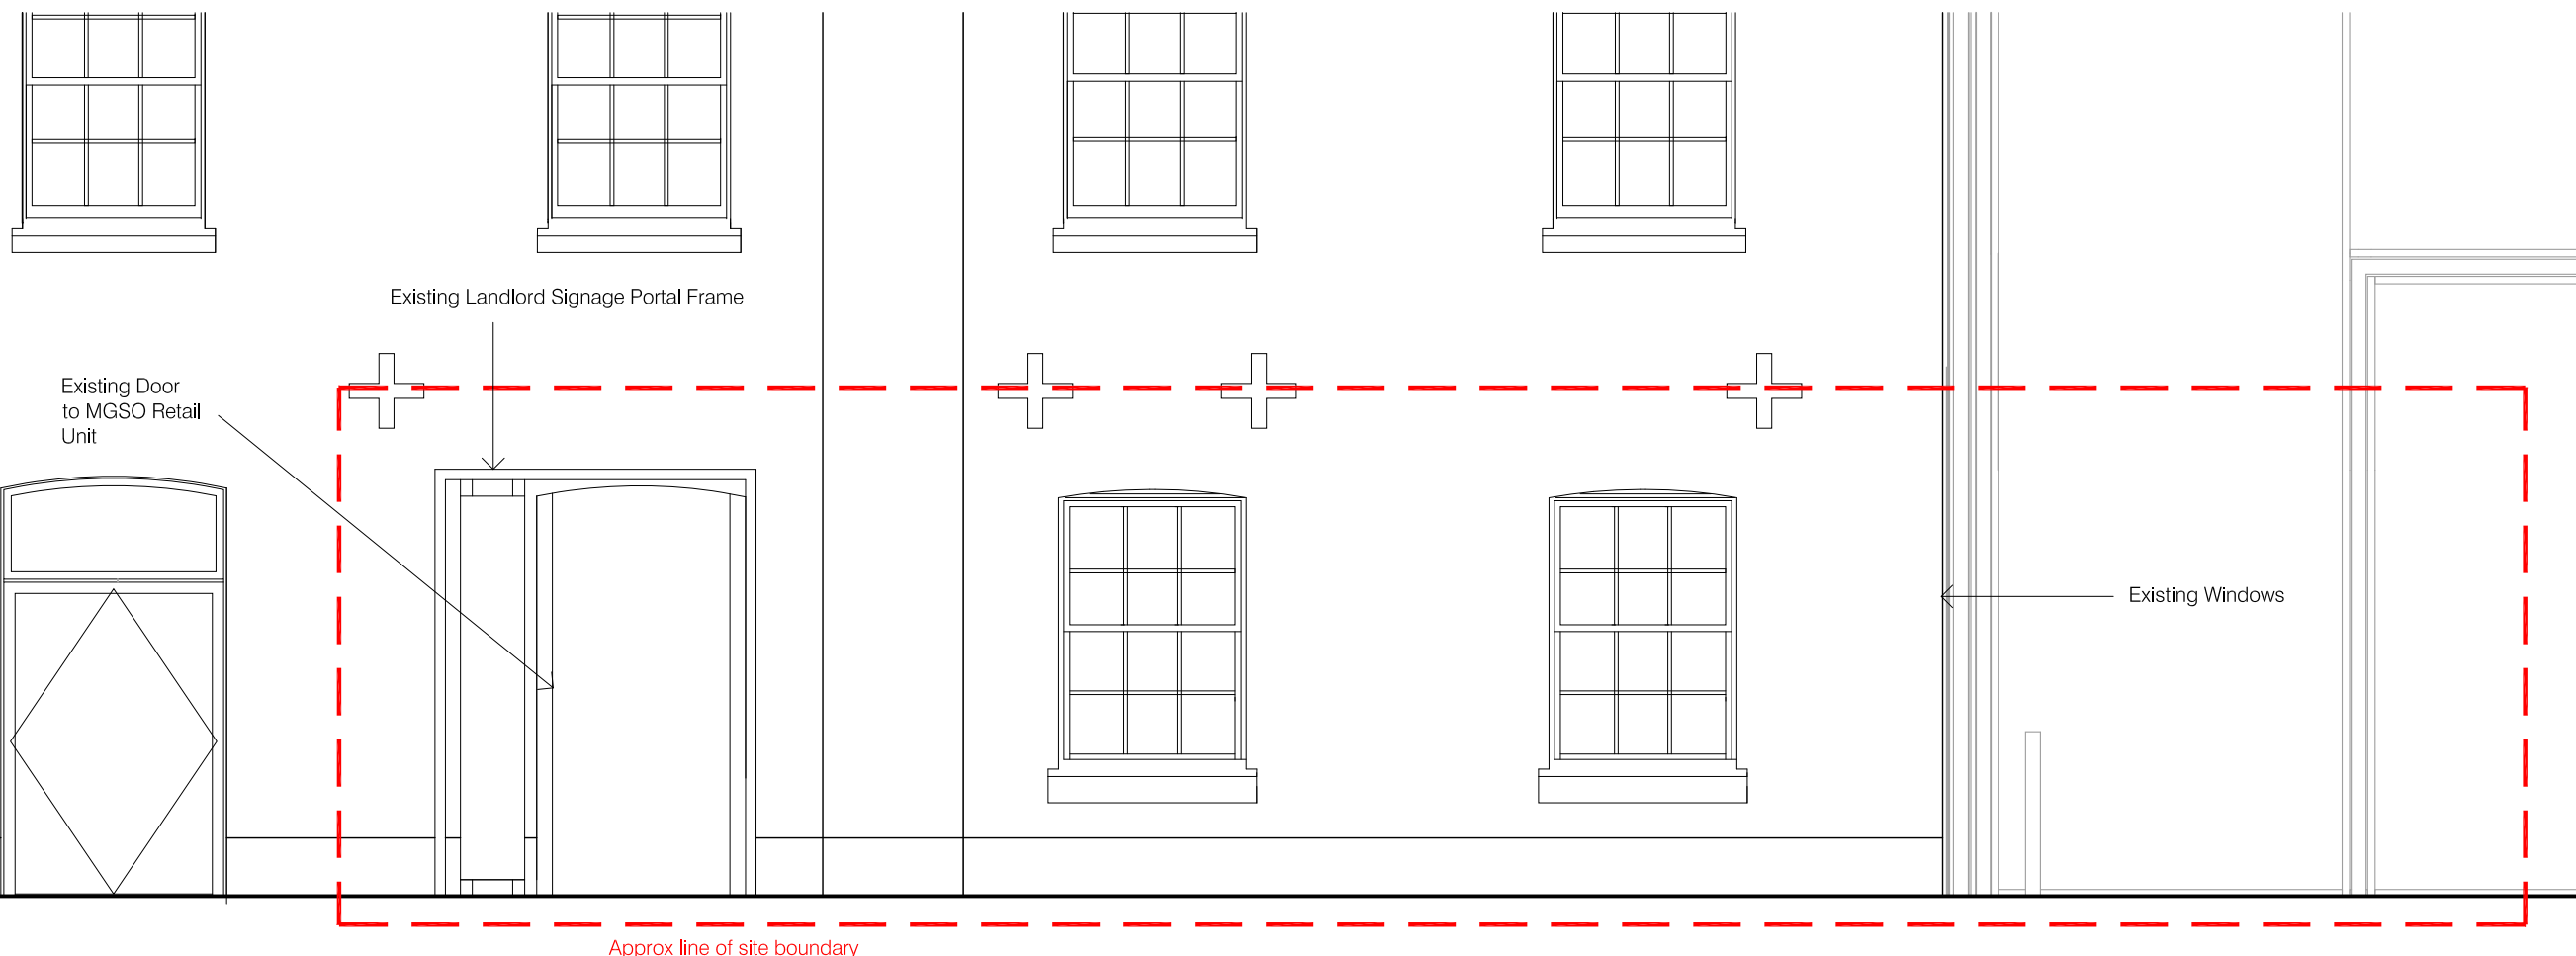 Existing Landlord Signage Portal Frame
Existing Door
to MGSO Retail
Unit
Existing Windows
Approx line of site boundary